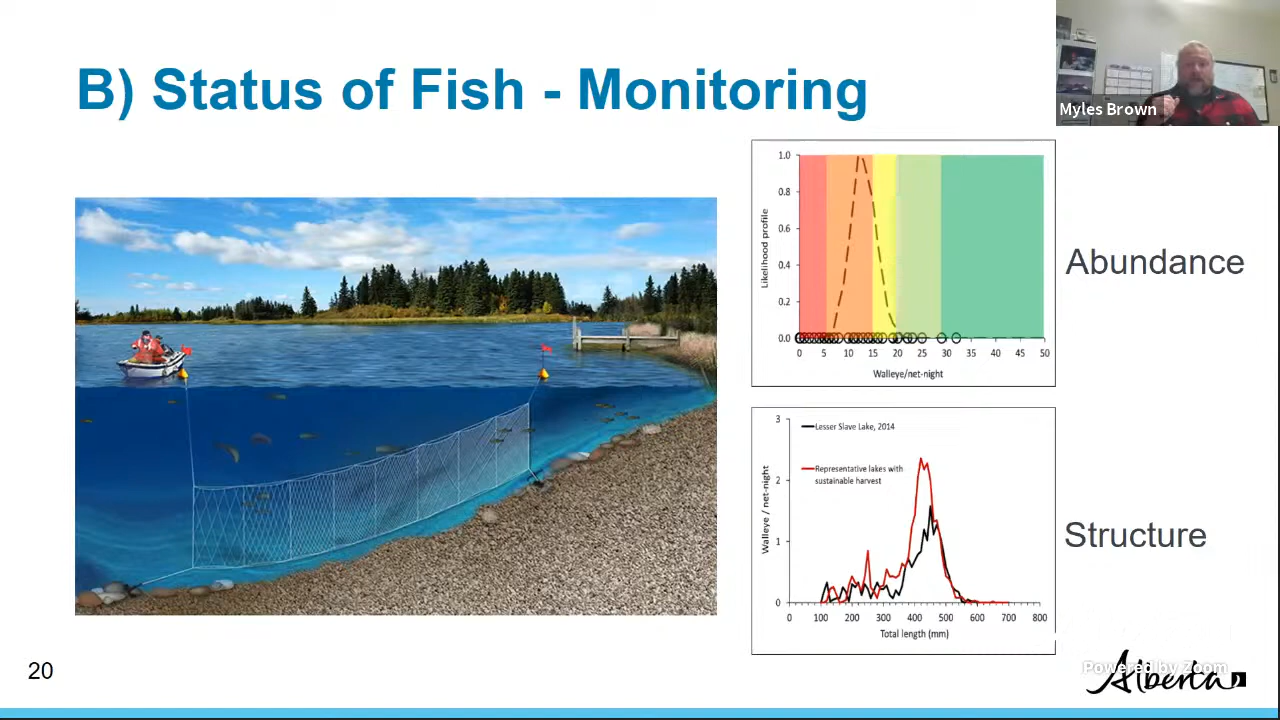 B) Status of Fish - Monitoring
Myles Brown
1.0
0.8
0.6
0.4
0.2
0.0
Likelihood profile
0 5 10 15 20 25 30 35 40 45 50
Walleye/net-night
Abundance
3
2
1
0
Walleye / net-night
Lesser Slave Lake, 2014
Representative lakes with
sustainable harvest
0 100 200 300 400 500 600 700 800
Total length (mm)
Structure
20
Powered by Zoom
Alberta